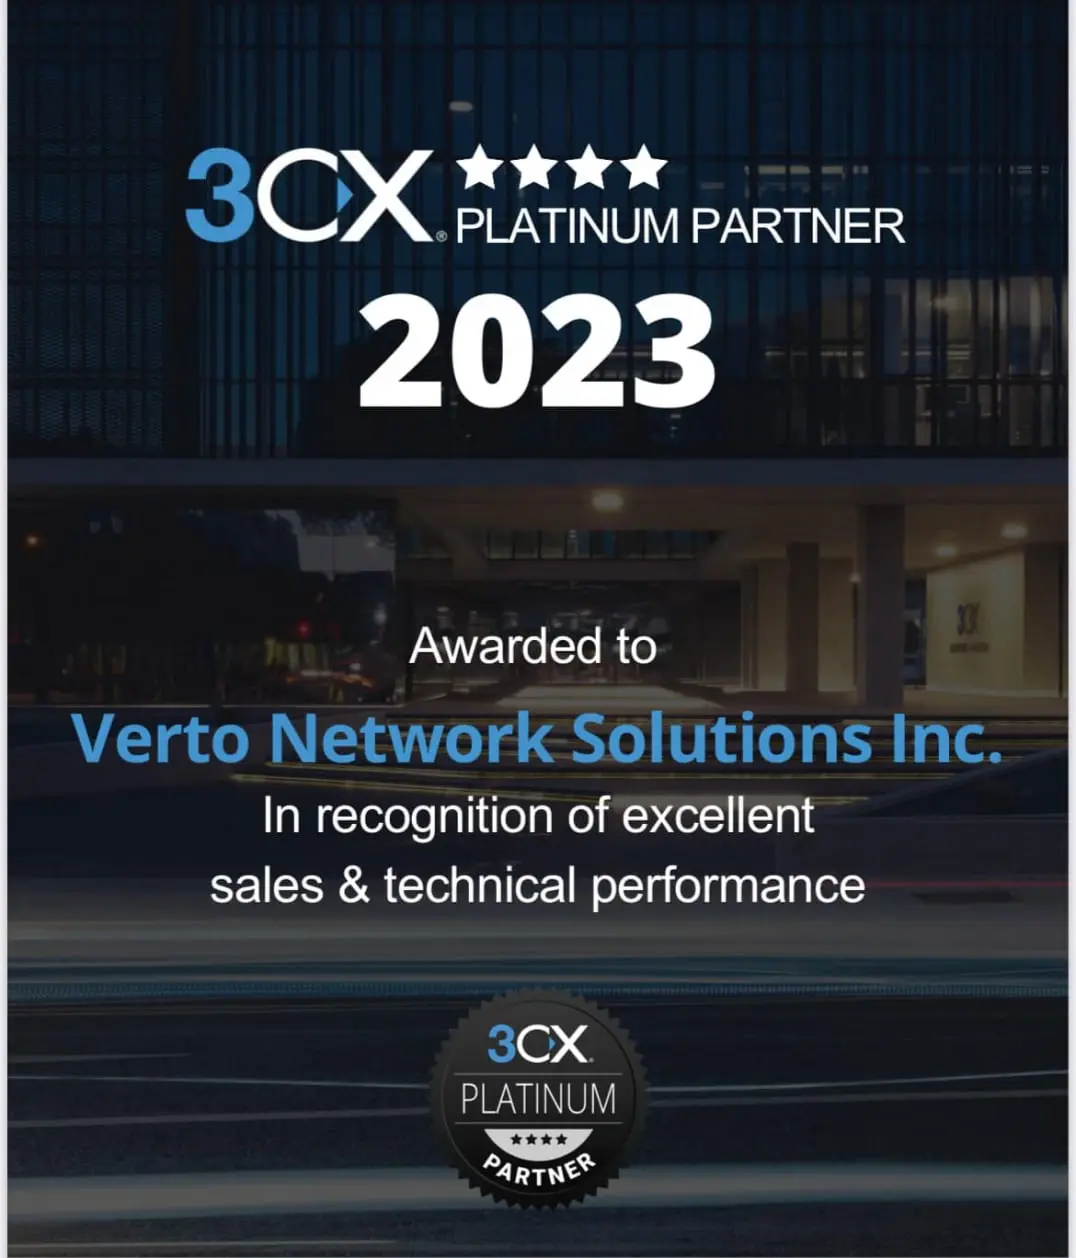 3CX® ★★★★
PLATINUM PARTNER
2023
Awarded to
Verto Network Solutions Inc.
In recognition of excellent
sales & technical performance
3CX.
PLATINUM
★★★★
PARTNER